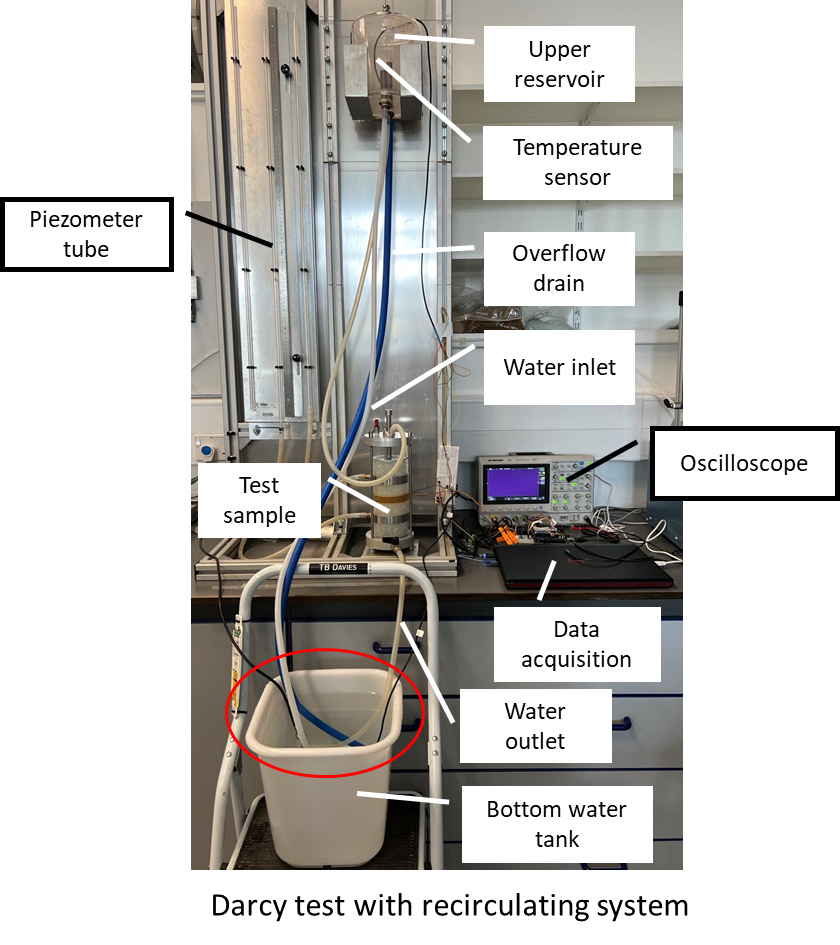 Upper
reservoir
Temperature
sensor
Piezometer
tube
Overflow
drain
Water inlet
Oscilloscope
Test
sample
TB DAVIES
Data
acquisition
Water
outlet
Bottom water
tank
Darcy test with recirculating system